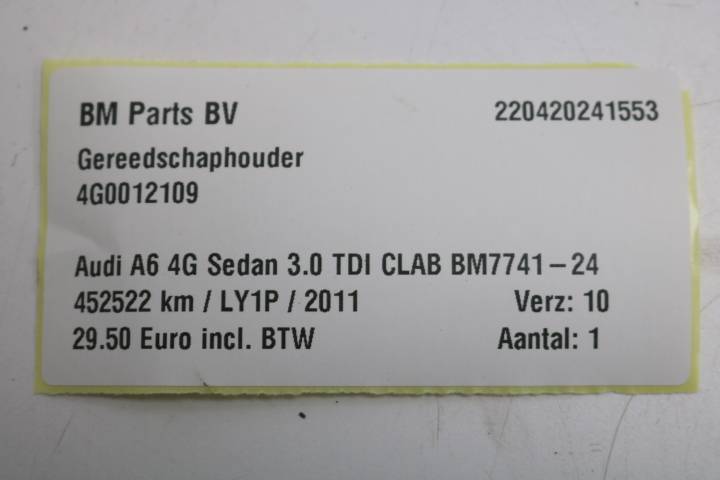 BM Parts BV 220420241553
Gereedschaphouder
4G0012109
Audi A6 4G Sedan 3.0 TDI CLAB BM7741-24
452522 km / LY1P / 2011 Verz: 10
29.50 Euro incl. BTW Aantal: 1